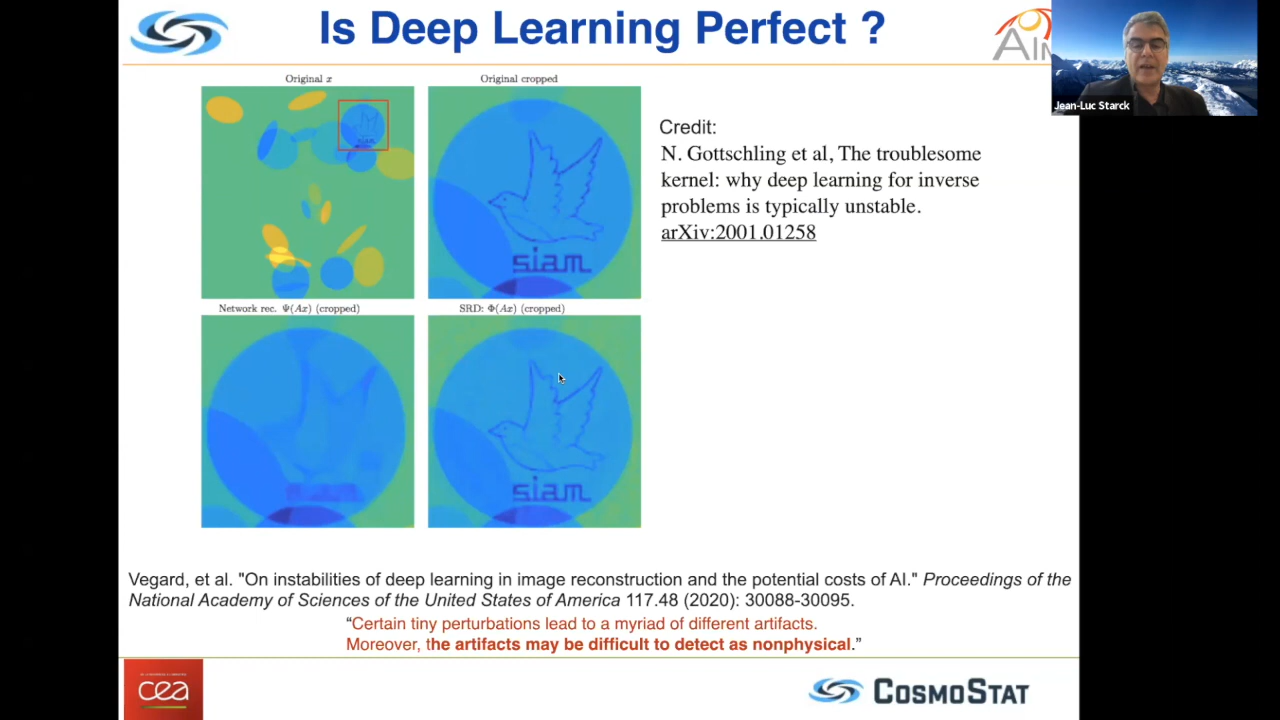 Is Deep Learning Perfect ?
AIM
Jean-Luc Starck
Original x
Original cropped
siam
Credit:
N. Gottschling et al, The troublesome
kernel: why deep learning for inverse
problems is typically unstable.
arXiv:2001.01258
Network rec. Ψ(Ax) (cropped)
SRD: Φ(Ax) (cropped)
siam
Vegard, et al. "On instabilities of deep learning in image reconstruction and the potential costs of AI." Proceedings of the
National Academy of Sciences of the United States of America 117.48 (2020): 30088-30095.
“Certain tiny perturbations lead to a myriad of different artifacts.
Moreover, the artifacts may be difficult to detect as nonphysical.”
cea
COSMOSTAT